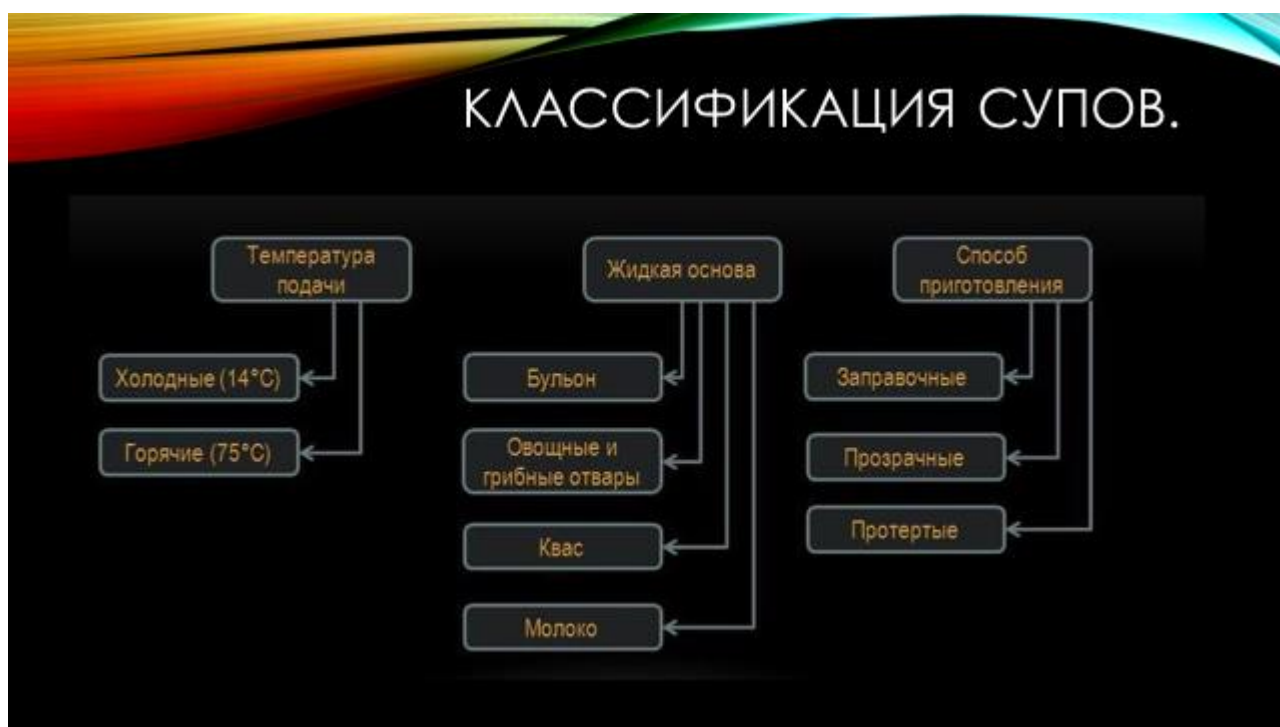 КЛАССИФИКАЦИЯ СУПОВ.
Температура
подачи
Холодные (14°C)
Горячие (75°C)
Жидкая основа
Бульон
Овощные и
грибные отвары
Квас
Молоко
Способ
приготовления
Заправочные
Прозрачные
Протертые